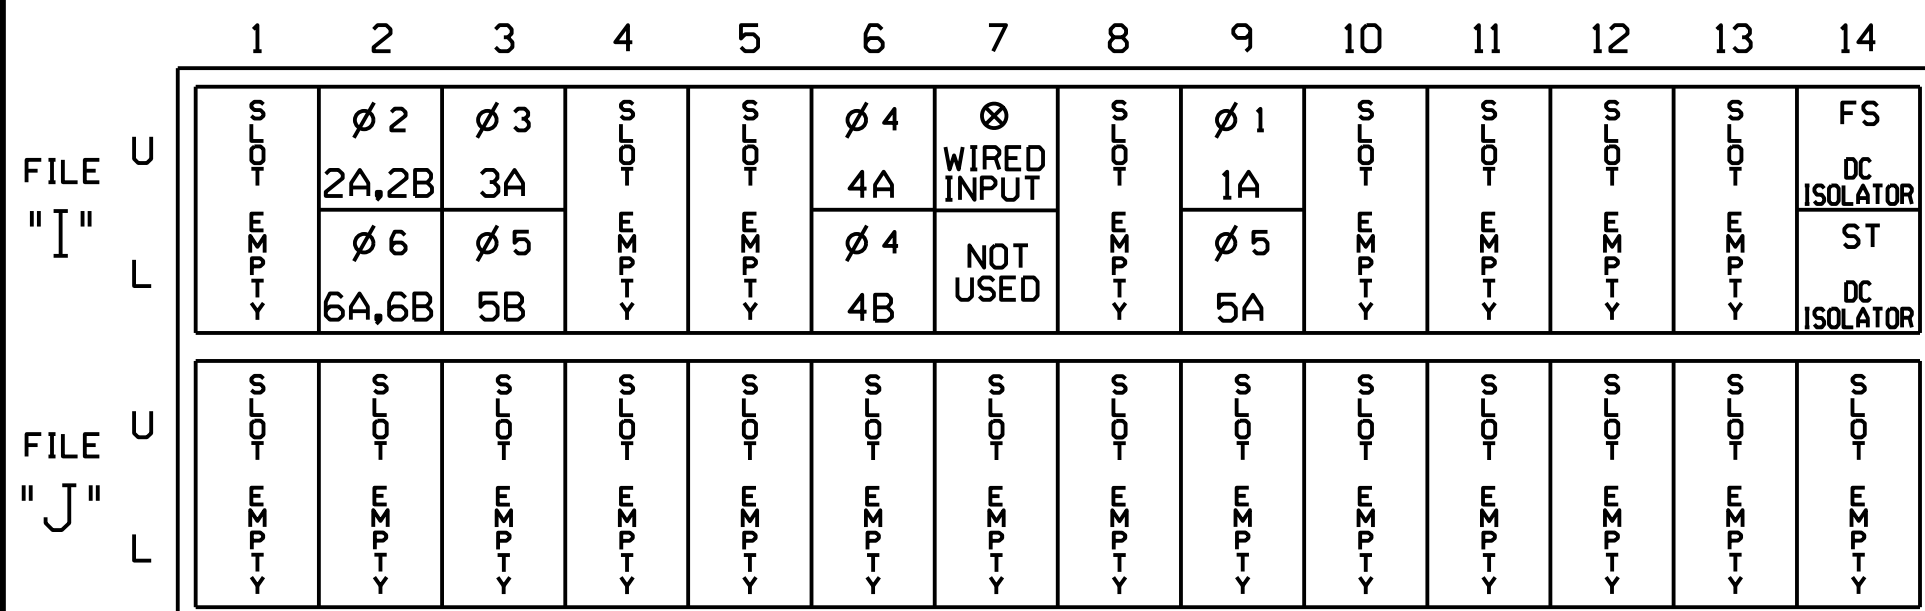 1 2 3 4 5 6 7 8 9 10 11 12 13 14
FILE "I"
U
L
SLOT EMPTY
Ø 2
2A,2B
Ø 6
6A,6B
Ø 3
3A
Ø 5
5B
SLOT EMPTY
SLOT EMPTY
Ø 4
4A
Ø 4
4B
⊗
WIRED
INPUT
NOT
USED
SLOT EMPTY
Ø 1
1A
Ø 5
5A
SLOT EMPTY
SLOT EMPTY
SLOT EMPTY
SLOT EMPTY
FS
DC
ISOLATOR
ST
DC
ISOLATOR
FILE "J"
U
L
SLOT EMPTY
SLOT EMPTY
SLOT EMPTY
SLOT EMPTY
SLOT EMPTY
SLOT EMPTY
SLOT EMPTY
SLOT EMPTY
SLOT EMPTY
SLOT EMPTY
SLOT EMPTY
SLOT EMPTY
SLOT EMPTY
SLOT EMPTY